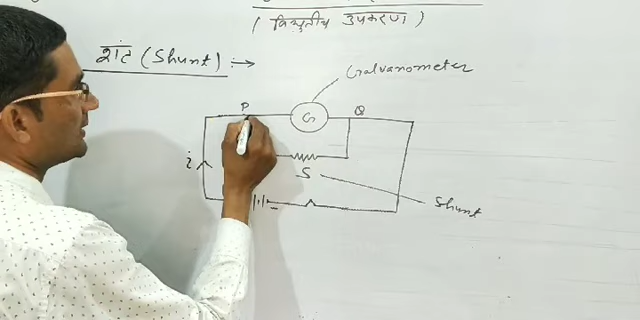 (विद्युतीय उपकरण)
शंट (Shunt) :→
Galvanometer
P
G
Q
i
S
Shunt